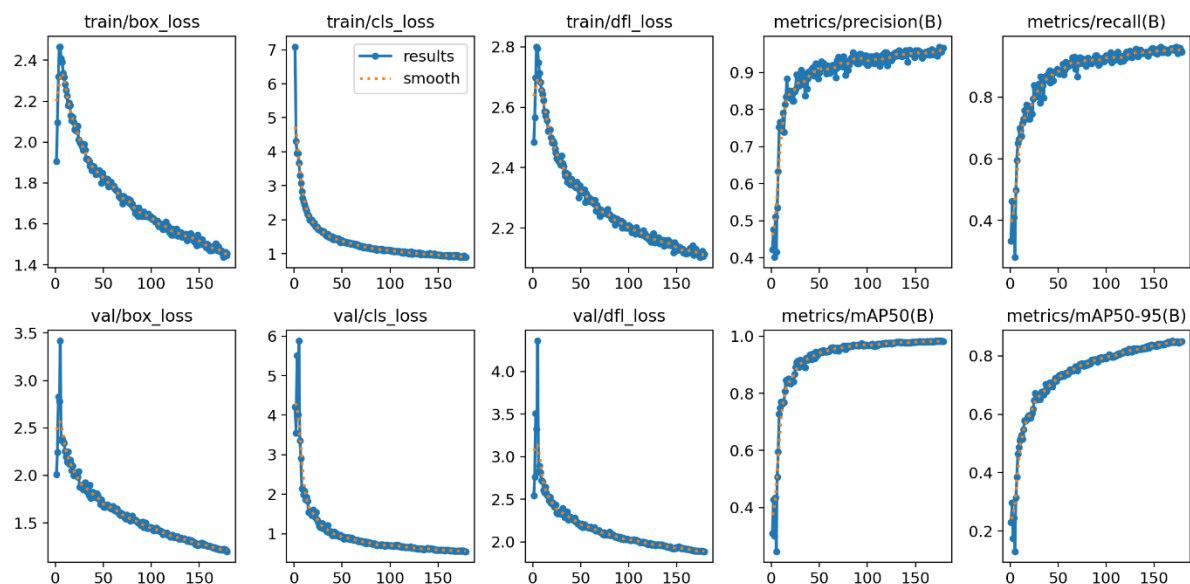 train/box_loss
train/cls_loss
train/dfl_loss
metrics/precision(B)
metrics/recall(B)
2.4
2.2
2.0
1.8
1.6
1.4
0 50 100 150
7
6
5
4
3
2
1
results
smooth
0 50 100 150
2.8
2.6
2.4
2.2
0 50 100 150
0.9
0.8
0.7
0.6
0.5
0.4
0 50 100 150
0.8
0.6
0.4
0 50 100 150
val/box_loss
val/cls_loss
val/dfl_loss
metrics/mAP50(B)
metrics/mAP50-95(B)
3.5
3.0
2.5
2.0
1.5
0 50 100 150
6
5
4
3
2
1
0 50 100 150
4.0
3.5
3.0
2.5
2.0
0 50 100 150
1.0
0.8
0.6
0.4
0 50 100 150
0.8
0.6
0.4
0.2
0 50 100 150